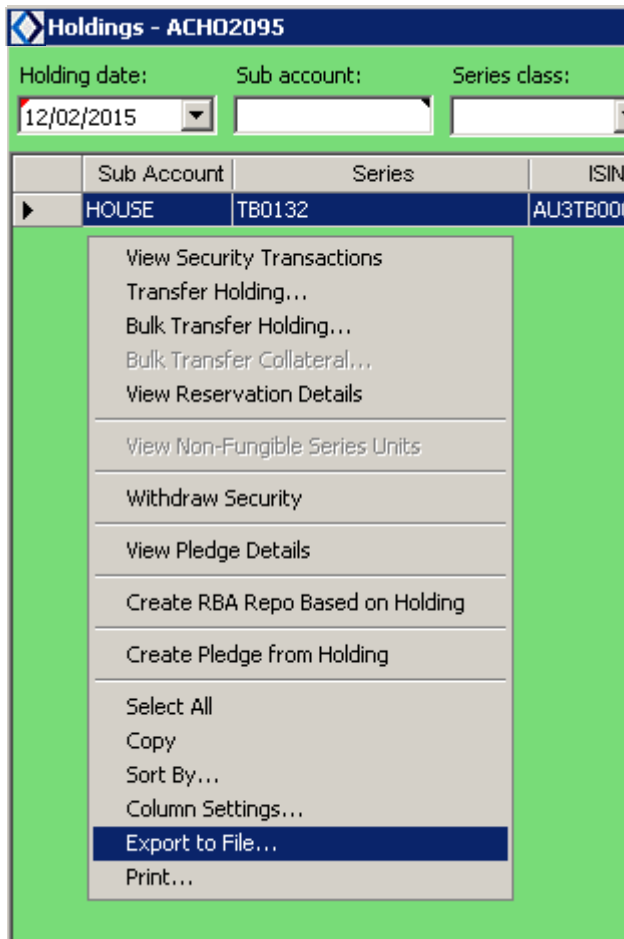 Holdings - ACHO2095
Holding date: Sub account: Series class:
12/02/2015
Sub Account Series ISIN
HOUSE TB0132 AU3TB000
View Security Transactions
Transfer Holding...
Bulk Transfer Holding...
Bulk Transfer Collateral...
View Reservation Details
View Non-Fungible Series Units
Withdraw Security
View Pledge Details
Create RBA Repo Based on Holding
Create Pledge from Holding
Select All
Copy
Sort By...
Column Settings...
Export to File...
Print...